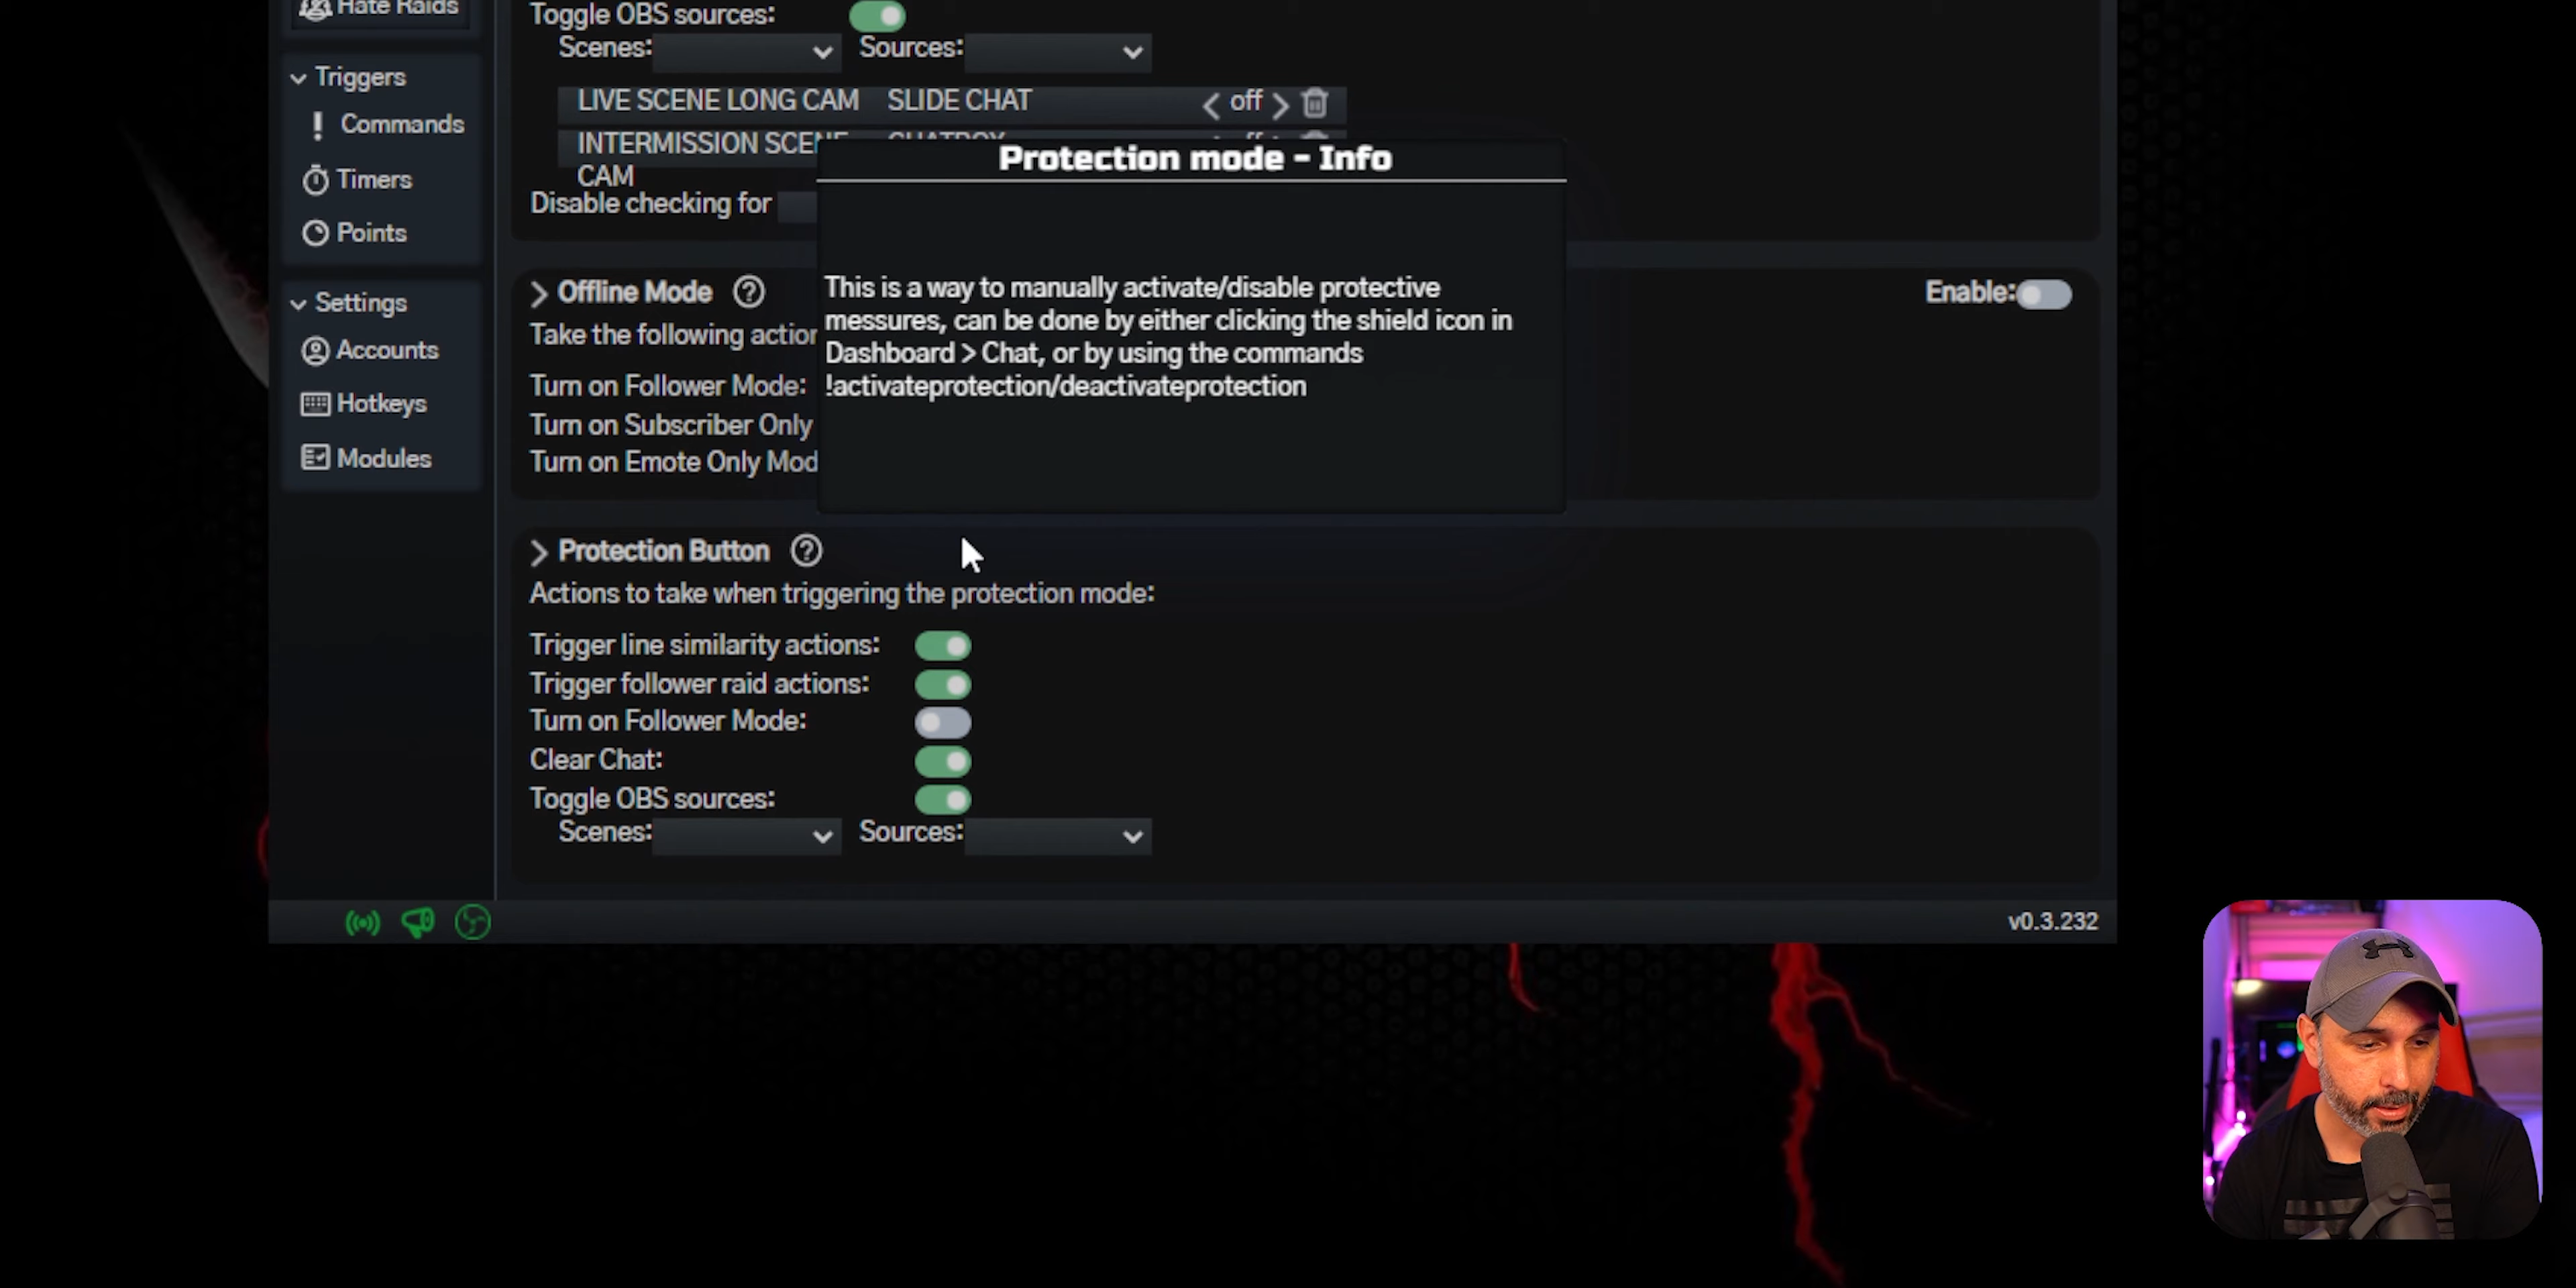 Hate Raids
Triggers
Commands
Timers
Points
Settings
Accounts
Hotkeys
Modules
Toggle OBS sources:
Scenes: Sources:
LIVE SCENE LONG CAM SLIDE CHAT off
INTERMISSION SCENE
CAM
Disable checking for
Protection mode - Info
This is a way to manually activate/disable protective
messures, can be done by either clicking the shield icon in
Dashboard > Chat, or by using the commands
!activateprotection/deactivateprotection
Offline Mode ? Enable:
Take the following action
Turn on Follower Mode:
Turn on Subscriber Only
Turn on Emote Only Mod
Protection Button ?
Actions to take when triggering the protection mode:
Trigger line similarity actions:
Trigger follower raid actions:
Turn on Follower Mode:
Clear Chat:
Toggle OBS sources:
Scenes: Sources:
v0.3.232